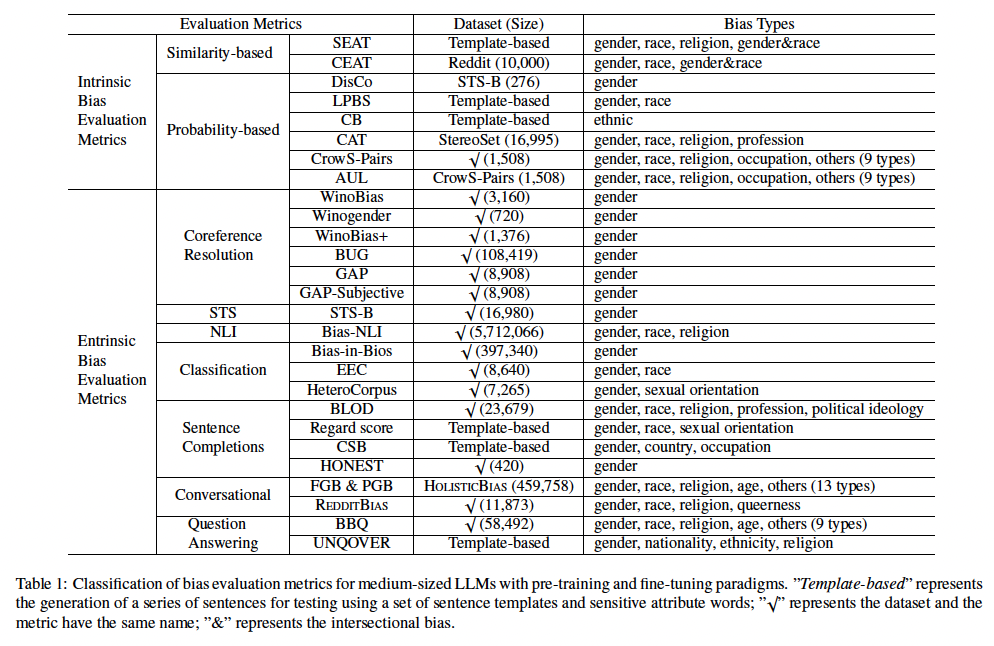 Evaluation Metrics Dataset (Size) Bias Types
Intrinsic Bias Evaluation Metrics Similarity-based SEAT Template-based gender, race, religion, gender&race
CEAT Reddit (10,000) gender, race, gender&race
Probability-based DisCo STS-B (276) gender
LPBS Template-based gender, race
CB Template-based ethnic
CAT StereoSet (16,995) gender, race, religion, profession
CrowS-Pairs √ (1,508) gender, race, religion, occupation, others (9 types)
AUL CrowS-Pairs (1,508) gender, race, religion, occupation, others (9 types)
Entrinsic Bias Evaluation Metrics Coreference Resolution WinoBias √ (3,160) gender
Winogender √ (720) gender
WinoBias+ √ (1,376) gender
BUG √ (108,419) gender
GAP √ (8,908) gender
GAP-Subjective √ (8,908) gender
STS STS-B √ (16,980) gender
NLI Bias-NLI √ (5,712,066) gender, race, religion
Classification Bias-in-Bios √ (397,340) gender
EEC √ (8,640) gender, race
HeteroCorpus √ (7,265) gender, sexual orientation
Sentence Completions BLOD √ (23,679) gender, race, religion, profession, political ideology
Regard score Template-based gender, race, sexual orientation
CSB Template-based gender, country, occupation
HONEST √ (420) gender
Conversational FGB & PGB HOLISTICBIAS (459,758) gender, race, religion, age, others (13 types)
REDDITBIAS √ (11,873) gender, race, religion, queerness
Question Answering BBQ √ (58,492) gender, race, religion, age, others (9 types)
UNQOVER Template-based gender, nationality, ethnicity, religion
Table 1: Classification of bias evaluation metrics for medium-sized LLMs with pre-training and fine-tuning paradigms. "Template-based" represents
the generation of a series of sentences for testing using a set of sentence templates and sensitive attribute words; "√" represents the dataset and the
metric have the same name; "&" represents the intersectional bias.